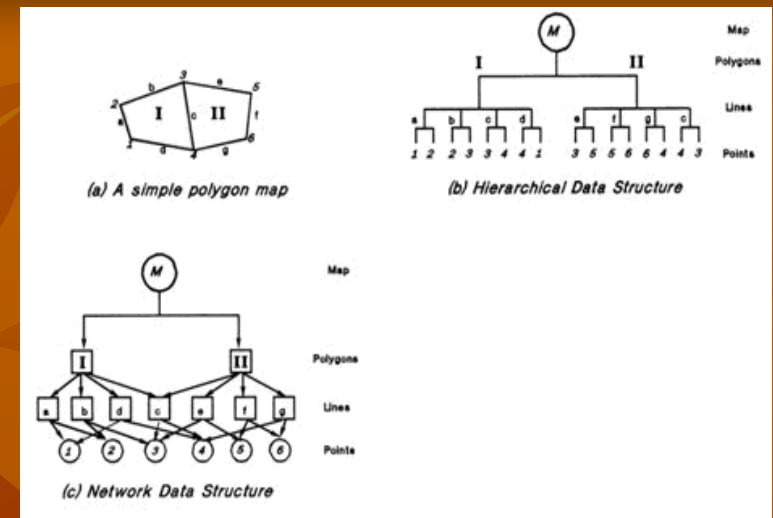 3
b
e
5
2
I
c
II
f
a
1
d
4
g
6
(a) A simple polygon map
M
Map
I
II
Polygons
Lines
a b c d e f g c
1 2 2 3 3 4 4 1 3 5 5 6 6 4 4 3
Points
(b) Hierarchical Data Structure
M
Map
I
II
Polygons
a b d c e f g
Lines
1 2 3 4 5 6
Points
(c) Network Data Structure